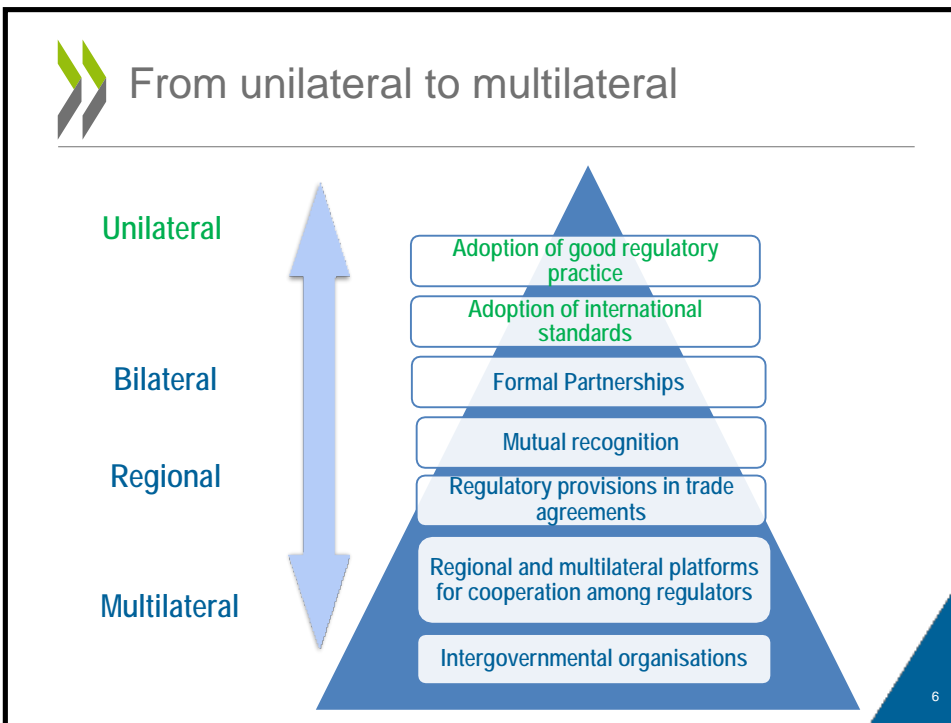 From unilateral to multilateral
Unilateral
Adoption of good regulatory
practice
Adoption of international
standards
Bilateral
Formal Partnerships
Mutual recognition
Regional
Regulatory provisions in trade
agreements
Regional and multilateral platforms
for cooperation among regulators
Multilateral
Intergovernmental organisations
6